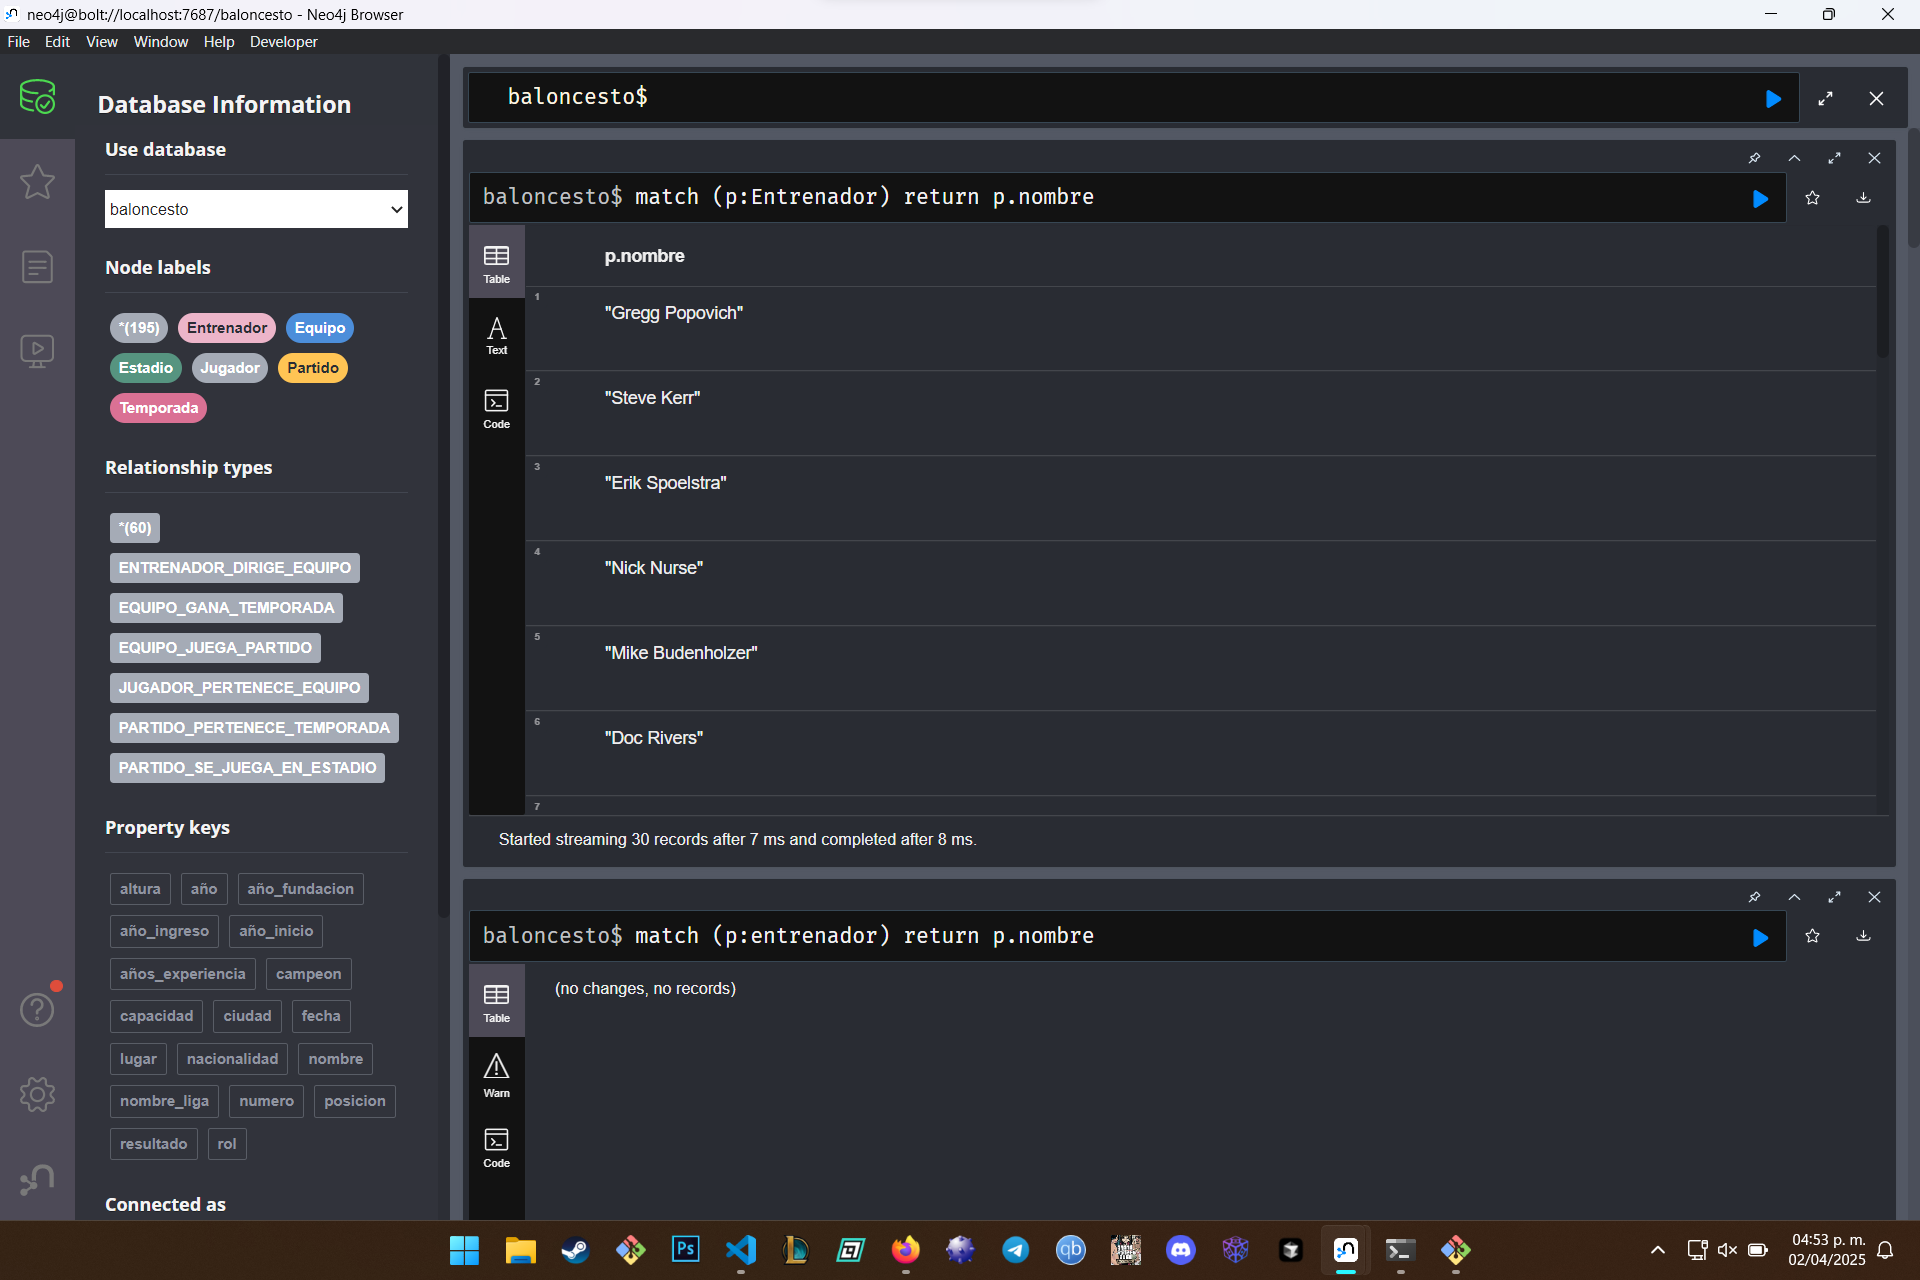 neo4j@bolt://localhost:7687/baloncesto - Neo4j Browser
File Edit View Window Help Developer
Database Information
Use database
baloncesto
Node labels
*(195) Entrenador Equipo
Estadio Jugador Partido
Temporada
Relationship types
*(60)
ENTRENADOR_DIRIGE_EQUIPO
EQUIPO_GANA_TEMPORADA
EQUIPO_JUEGA_PARTIDO
JUGADOR_PERTENECE_EQUIPO
PARTIDO_PERTENECE_TEMPORADA
PARTIDO_SE_JUEGA_EN_ESTADIO
Property keys
altura año año_fundacion
año_ingreso año_inicio
años_experiencia campeon
capacidad ciudad fecha
lugar nacionalidad nombre
nombre_liga numero posicion
resultado rol
Connected as
baloncesto$
baloncesto$ match (p:Entrenador) return p.nombre
Table
Text
Code
p.nombre
1
"Gregg Popovich"
2
"Steve Kerr"
3
"Erik Spoelstra"
4
"Nick Nurse"
5
"Mike Budenholzer"
6
"Doc Rivers"
7
Started streaming 30 records after 7 ms and completed after 8 ms.
baloncesto$ match (p:entrenador) return p.nombre
Table
Warn
Code
(no changes, no records)
Ps
qb
04:53 p. m.
02/04/2025